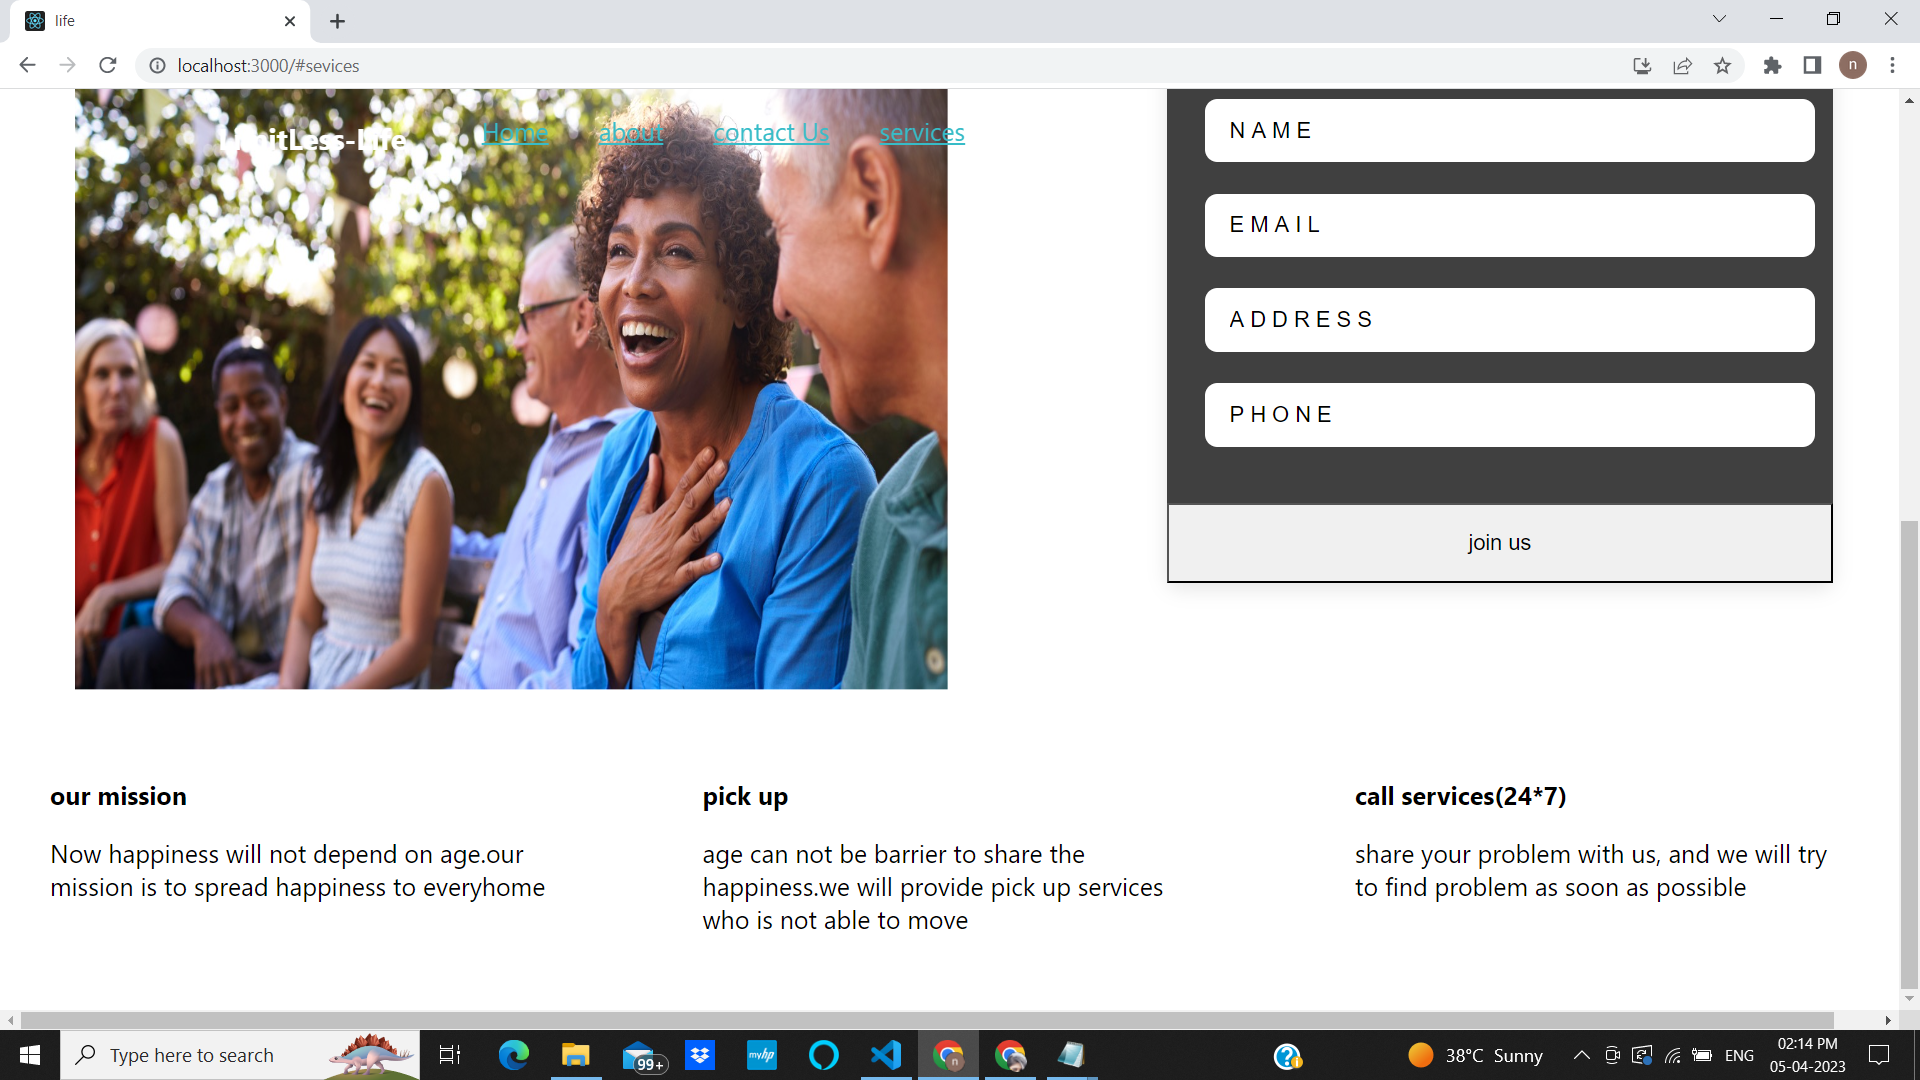 life
localhost:3000/#sevices
n
LimitLess-life
Home
about
contact Us
services
NAME
EMAIL
ADDRESS
PHONE
join us
our mission
Now happiness will not depend on age.our
mission is to spread happiness to everyhome
pick up
age can not be barrier to share the
happiness.we will provide pick up services
who is not able to move
call services(24*7)
share your problem with us, and we will try
to find problem as soon as possible
Type here to search
99+
myhp
n
38°C Sunny
ENG
02:14 PM
05-04-2023